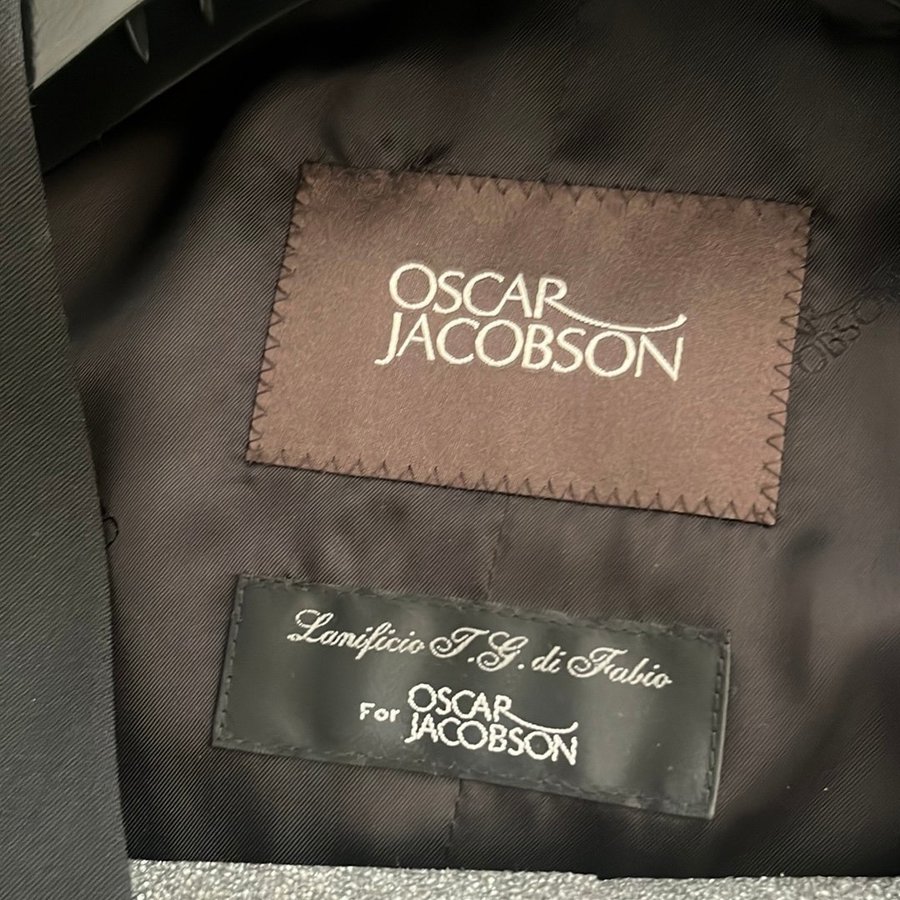 OSCAR
JACOBSON
Lanificio T.G. di Fabio
For OSCAR
JACOBSON